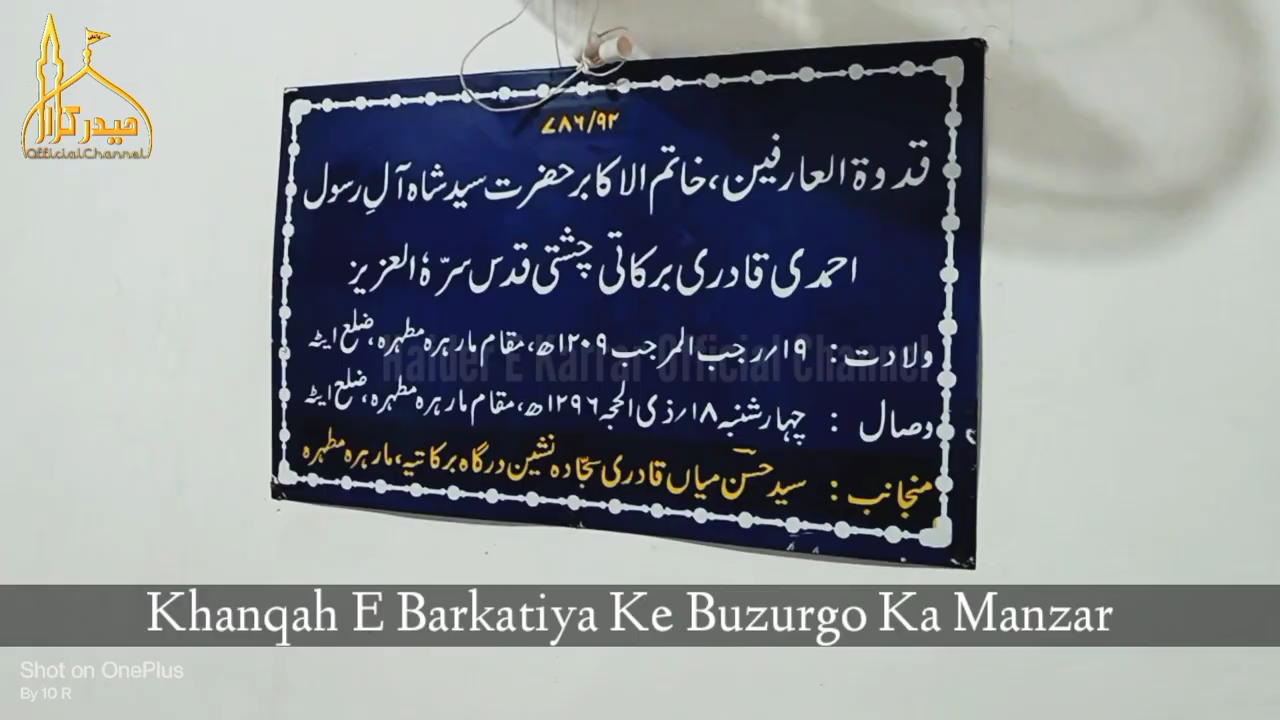 حیدر کرار
Official Channel
۷۸۶/۹۲
قدوۃ العارفین، خاتم الاکابر حضرت سید شاہ آلِ رسول
احمدی قادری برکاتی چشتی قدس سرّہٗ العزیز
ولادت : ۱۹؍رجب المرجب ۱۲۰۹ھ، مقام مارہرہ مطہرہ، ضلع ایٹہ
وصال : چہارشنبہ ۱۸؍ذی الحجہ ۱۲۹۶ھ، مقام مارہرہ مطہرہ، ضلع ایٹہ
منجانب : سید حسن میاں قادری سجّادہ نشین درگاہ برکاتیہ، مارہرہ مطہرہ
Haider E Karrar Official Channel
Khanqah E Barkatiya Ke Buzurgo Ka Manzar
Shot on OnePlus
By 10 R